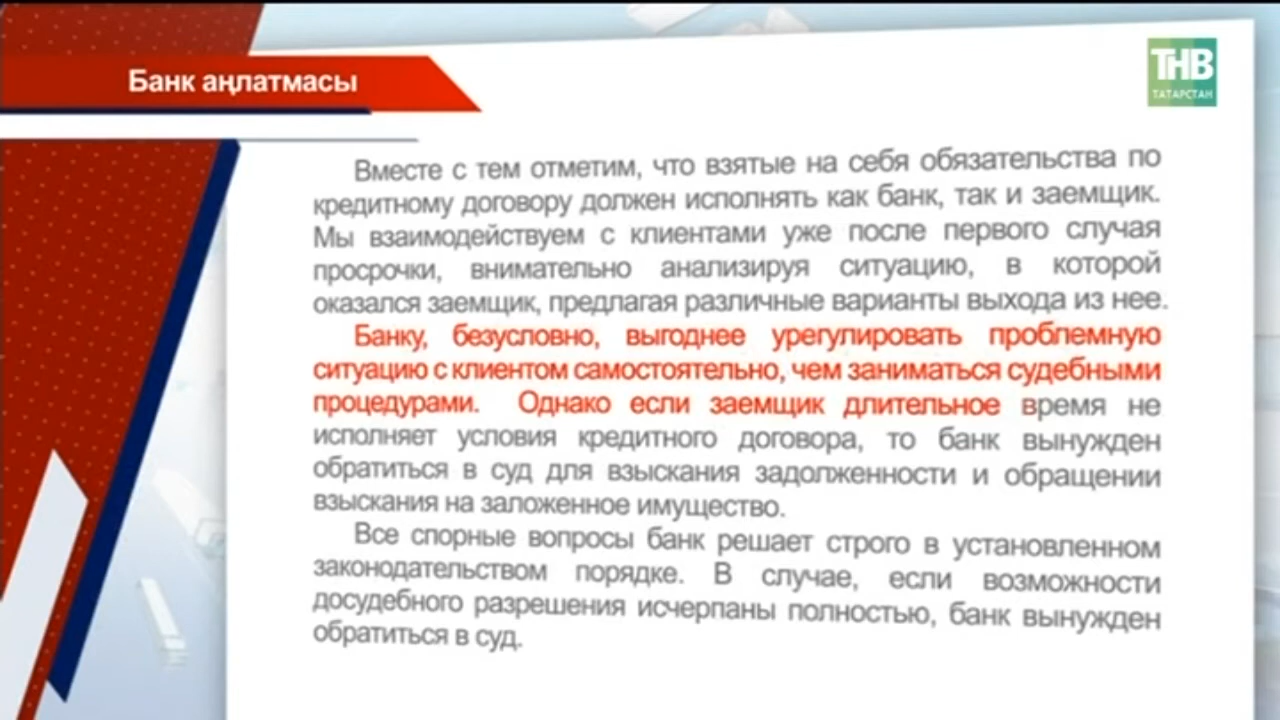 Банк аңлатмасы
ТНВ
ТАТАРСТАН
Вместе с тем отметим, что взятые на себя обязательства по
кредитному договору должен исполнять как банк, так и заемщик.
Мы взаимодействуем с клиентами уже после первого случая
просрочки, внимательно анализируя ситуацию, в которой
оказался заемщик, предлагая различные варианты выхода из нее.
Банку, безусловно, выгоднее урегулировать проблемную
ситуацию с клиентом самостоятельно, чем заниматься судебными
процедурами. Однако если заемщик длительное время не
исполняет условия кредитного договора, то банк вынужден
обратиться в суд для взыскания задолженности и обращении
взыскания на заложенное имущество.
Все спорные вопросы банк решает строго в установленном
законодательством порядке. В случае, если возможности
досудебного разрешения исчерпаны полностью, банк вынужден
обратиться в суд.